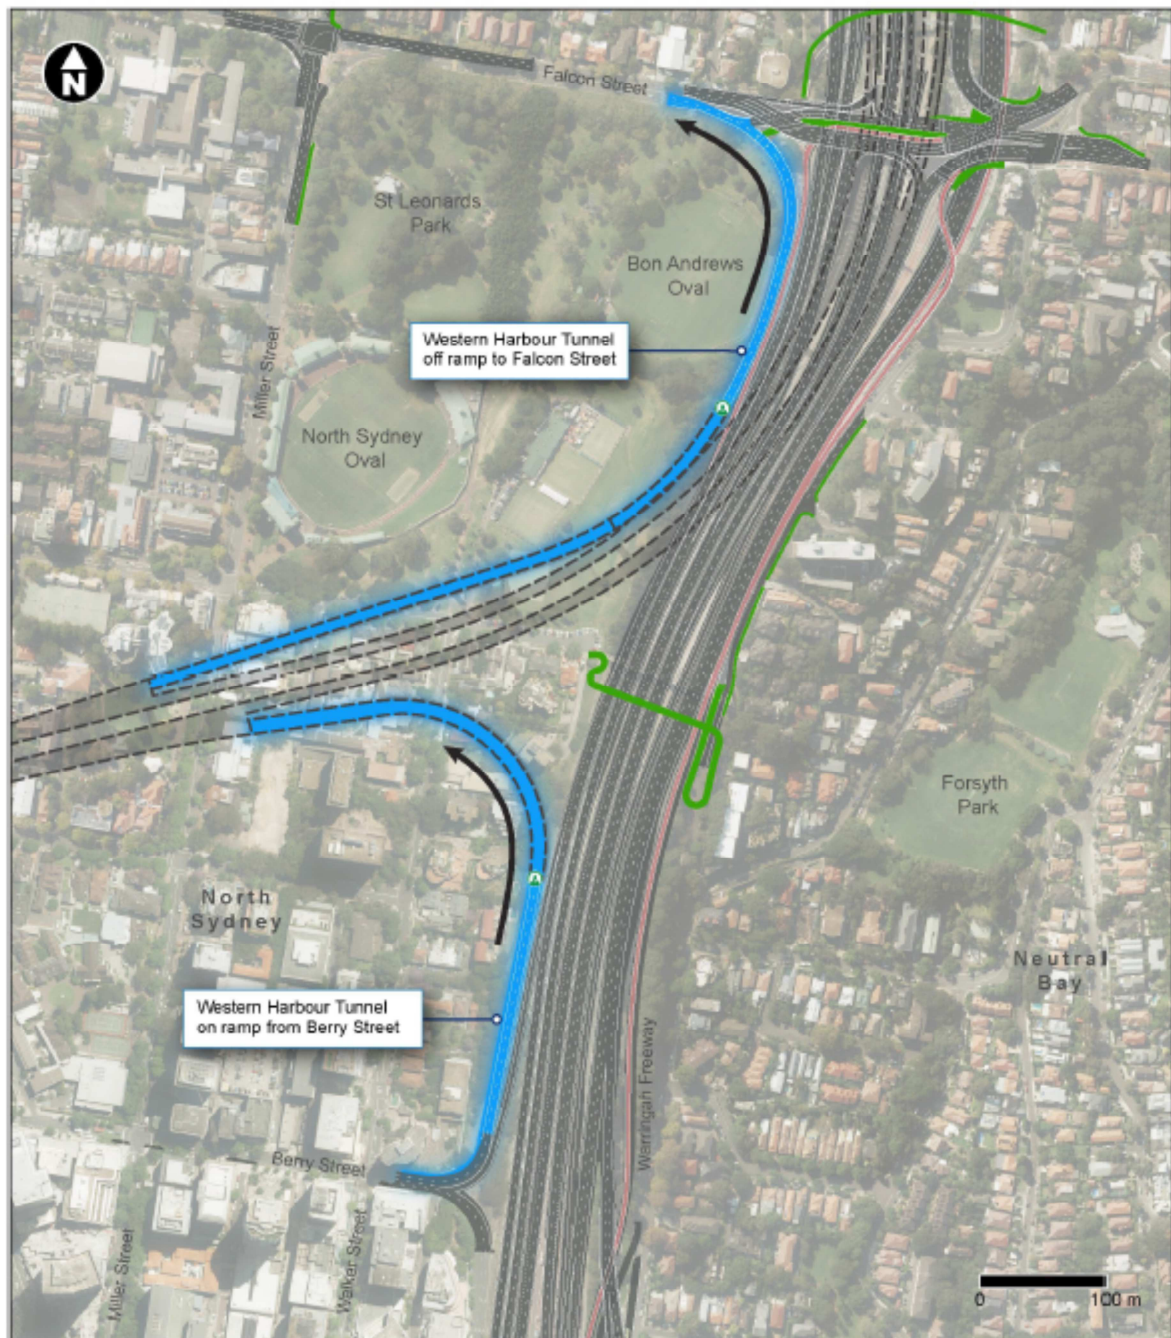 N
Falcon Street
St Leonards
Park
Bon Andrews
Oval
Western Harbour Tunnel
off ramp to Falcon Street
Miller Street
North Sydney
Oval
Forsyth
Park
North
Sydney
Neutral
Bay
Western Harbour Tunnel
on ramp from Berry Street
Warringah Freeway
Berry Street
Miller Street
Walker Street
0 100 m